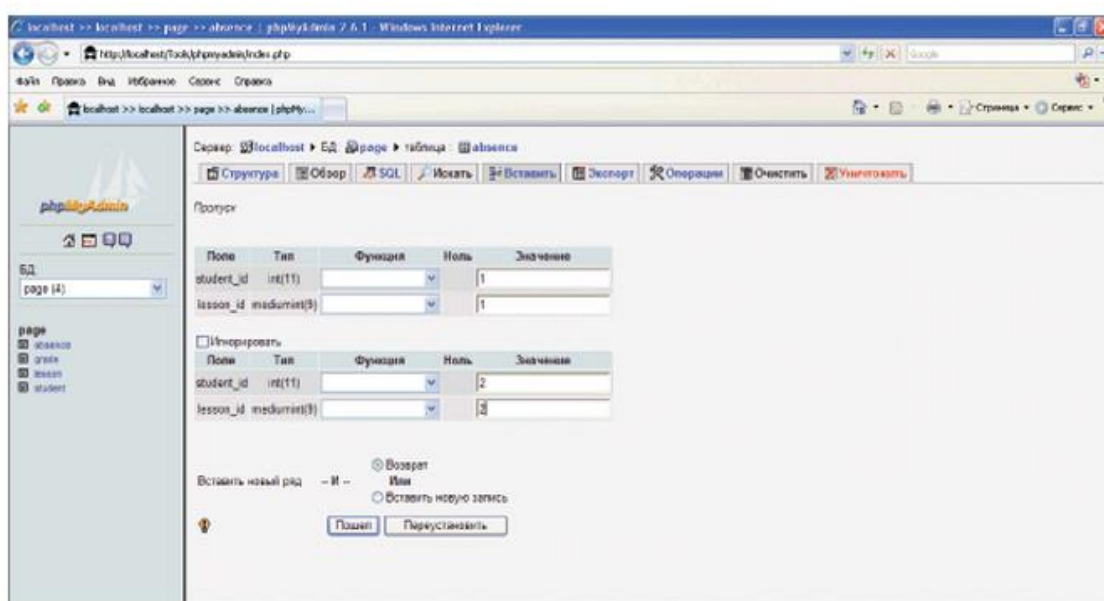 localhost >> localhost >> page >> absence | phpMyAdmin 2.6.1 - Windows Internet Explorer
http://localhost/Tools/phpmyadmin/index.php
Google
Файл Правка Вид Избранное Сервис Справка
localhost >> localhost >> page >> absence | phpMy...
Страница Сервис
Сервер: localhost БД: page таблица: absence
Структура Обзор SQL Искать Вставить Экспорт Операции Очистить Уничтожить
phpMyAdmin
Пропуск
БД:
page (4)
page
absence
grade
lesson
student
Поле Тип Функция Ноль Значение
student_id int(11) 1
lesson_id mediumint(9) 1
Игнорировать
Поле Тип Функция Ноль Значение
student_id int(11) 2
lesson_id mediumint(9) 2
Возврат
Вставить новый ряд -- И -- Или
Вставить новую запись
Пошел Переустановить